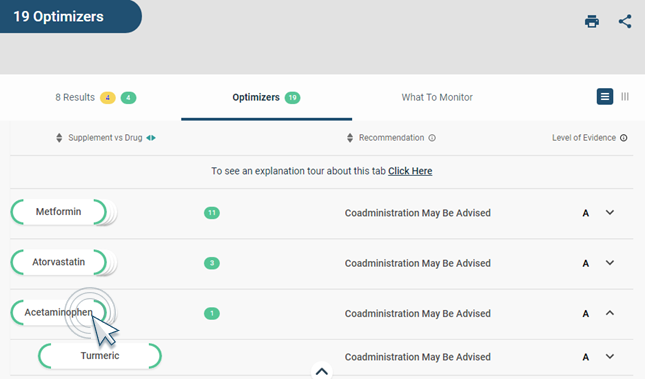 19 Optimizers
8 Results 4 4
Optimizers 19
What To Monitor
Supplement vs Drug
Recommendation
Level of Evidence
To see an explanation tour about this tab Click Here
Metformin 11 Coadministration May Be Advised A
Atorvastatin 3 Coadministration May Be Advised A
Acetaminophen 1 Coadministration May Be Advised A
Turmeric Coadministration May Be Advised A